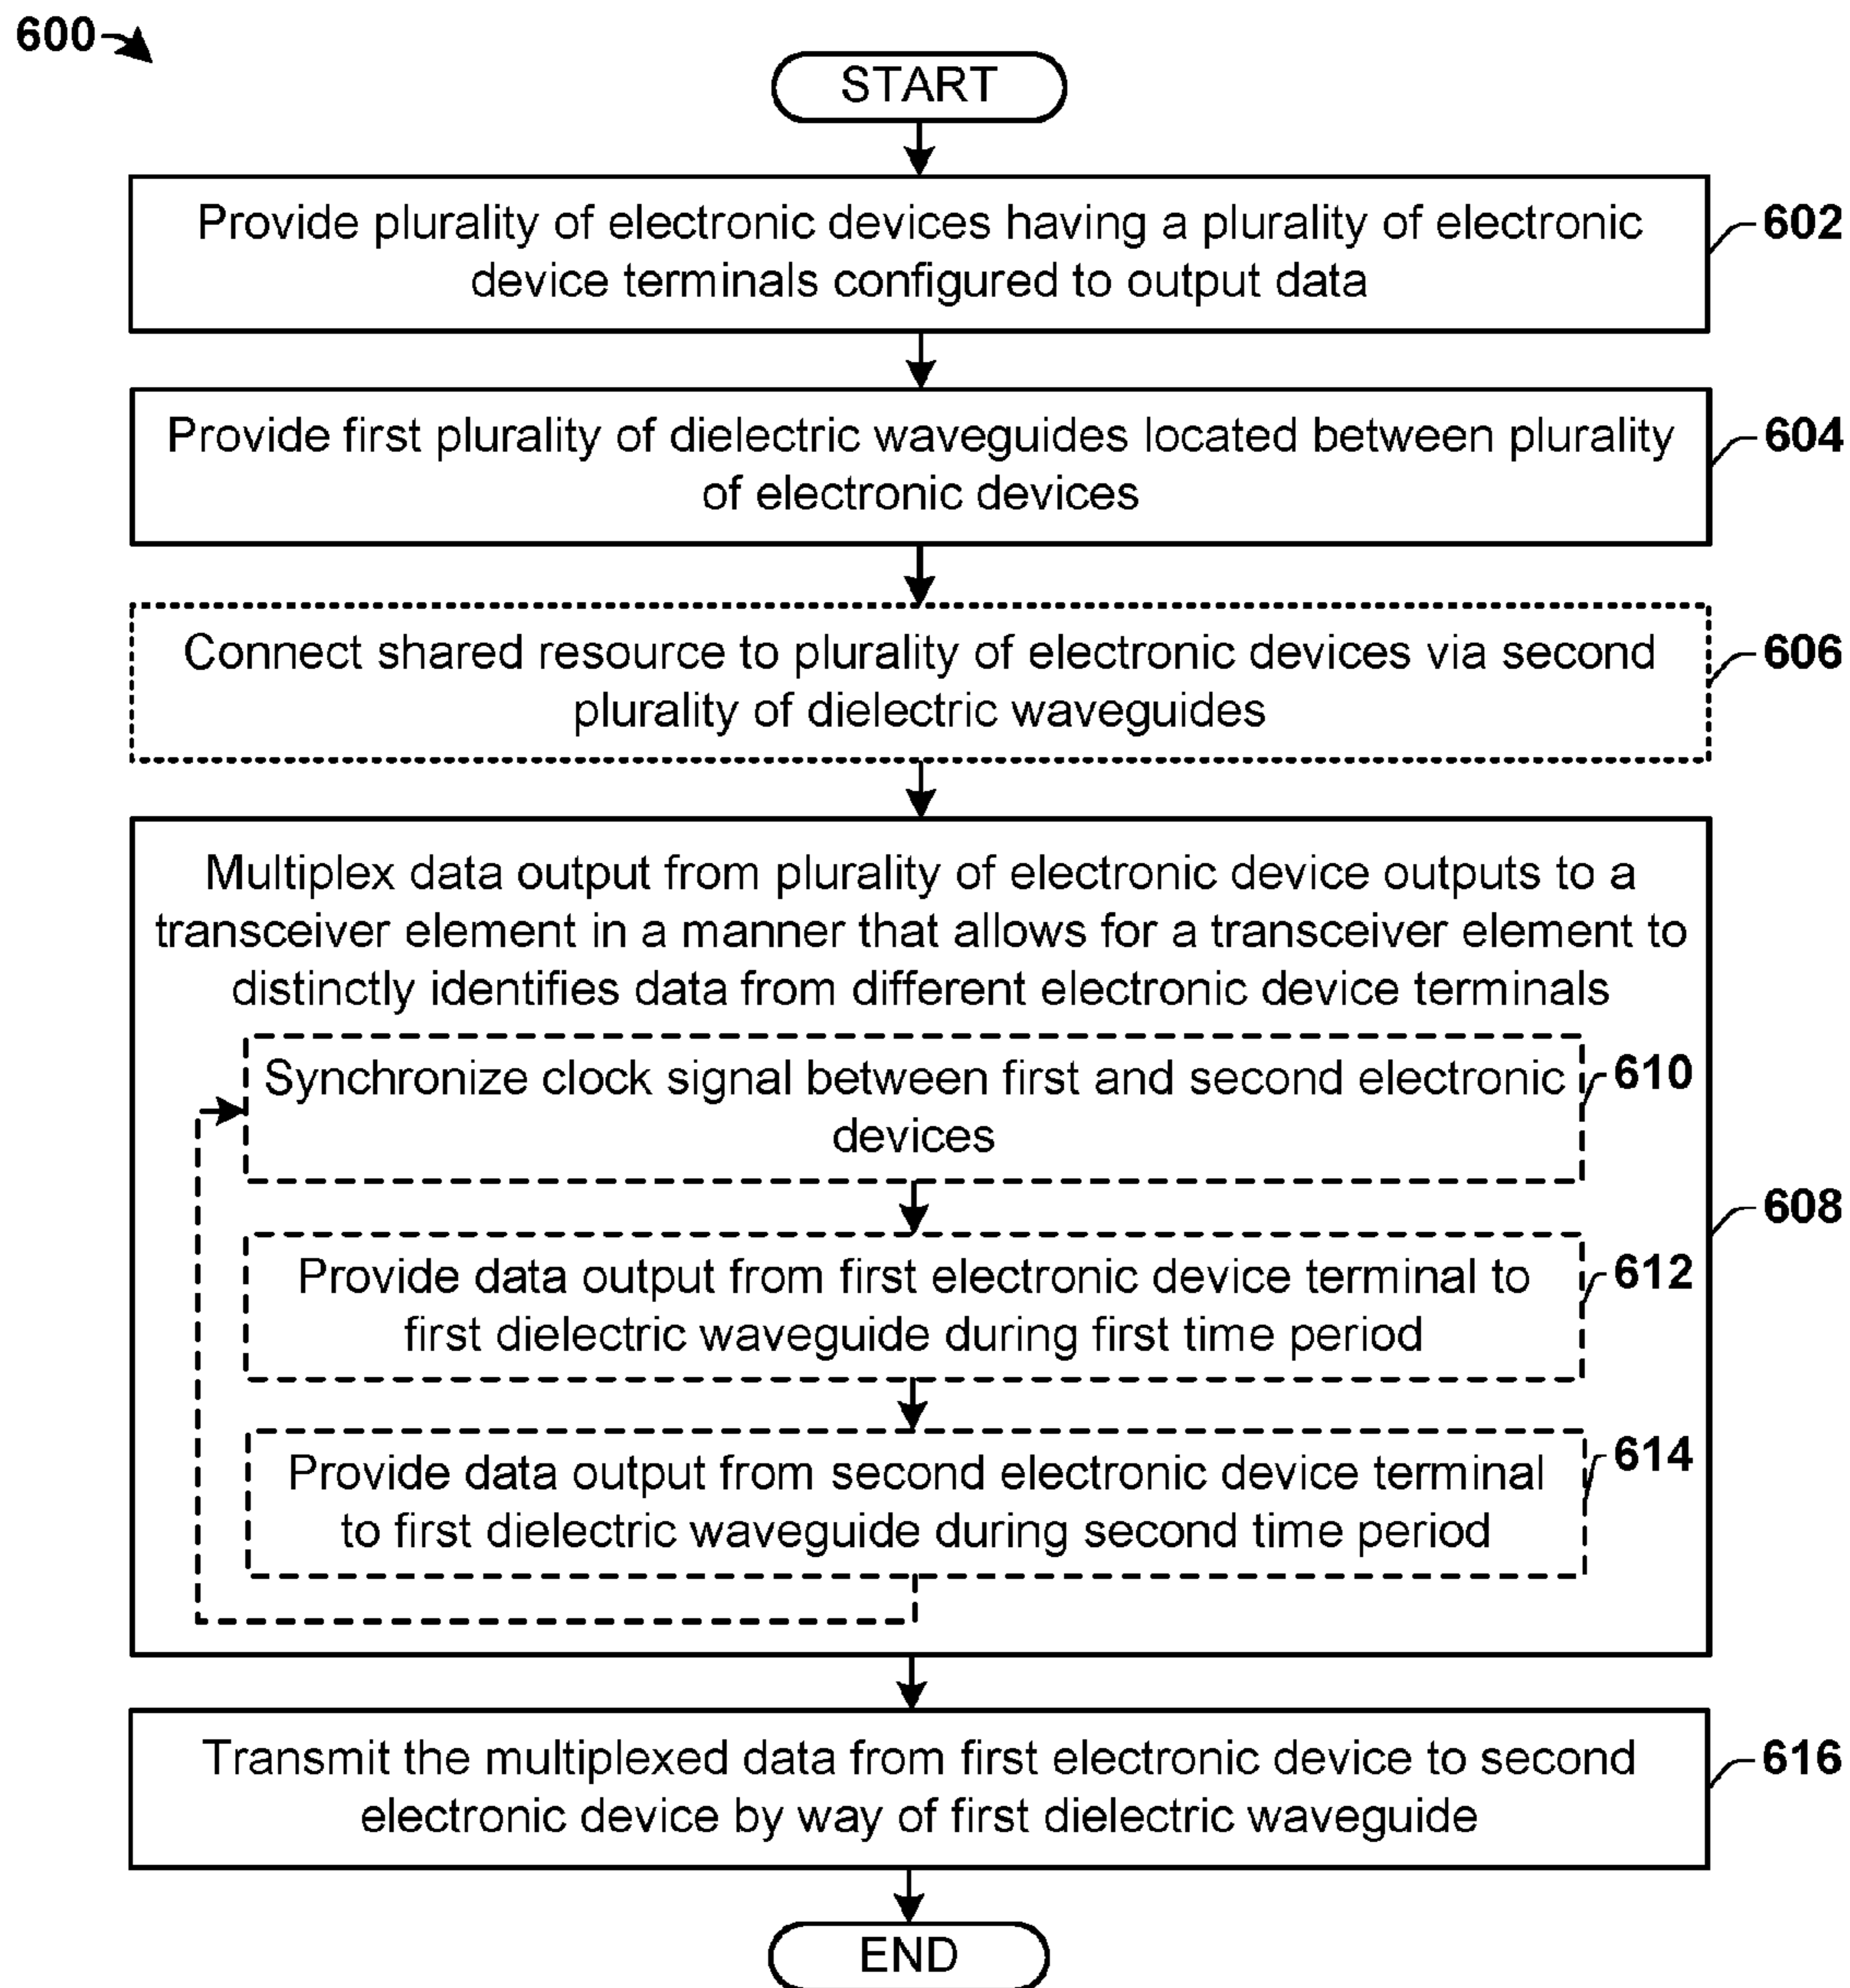 600
START
Provide plurality of electronic devices having a plurality of electronic
device terminals configured to output data
602
Provide first plurality of dielectric waveguides located between plurality
of electronic devices
604
Connect shared resource to plurality of electronic devices via second
plurality of dielectric waveguides
606
Multiplex data output from plurality of electronic device outputs to a
transceiver element in a manner that allows for a transceiver element to
distinctly identifies data from different electronic device terminals
608
Synchronize clock signal between first and second electronic
devices
610
Provide data output from first electronic device terminal to
first dielectric waveguide during first time period
612
Provide data output from second electronic device terminal
to first dielectric waveguide during second time period
614
Transmit the multiplexed data from first electronic device to second
electronic device by way of first dielectric waveguide
616
END